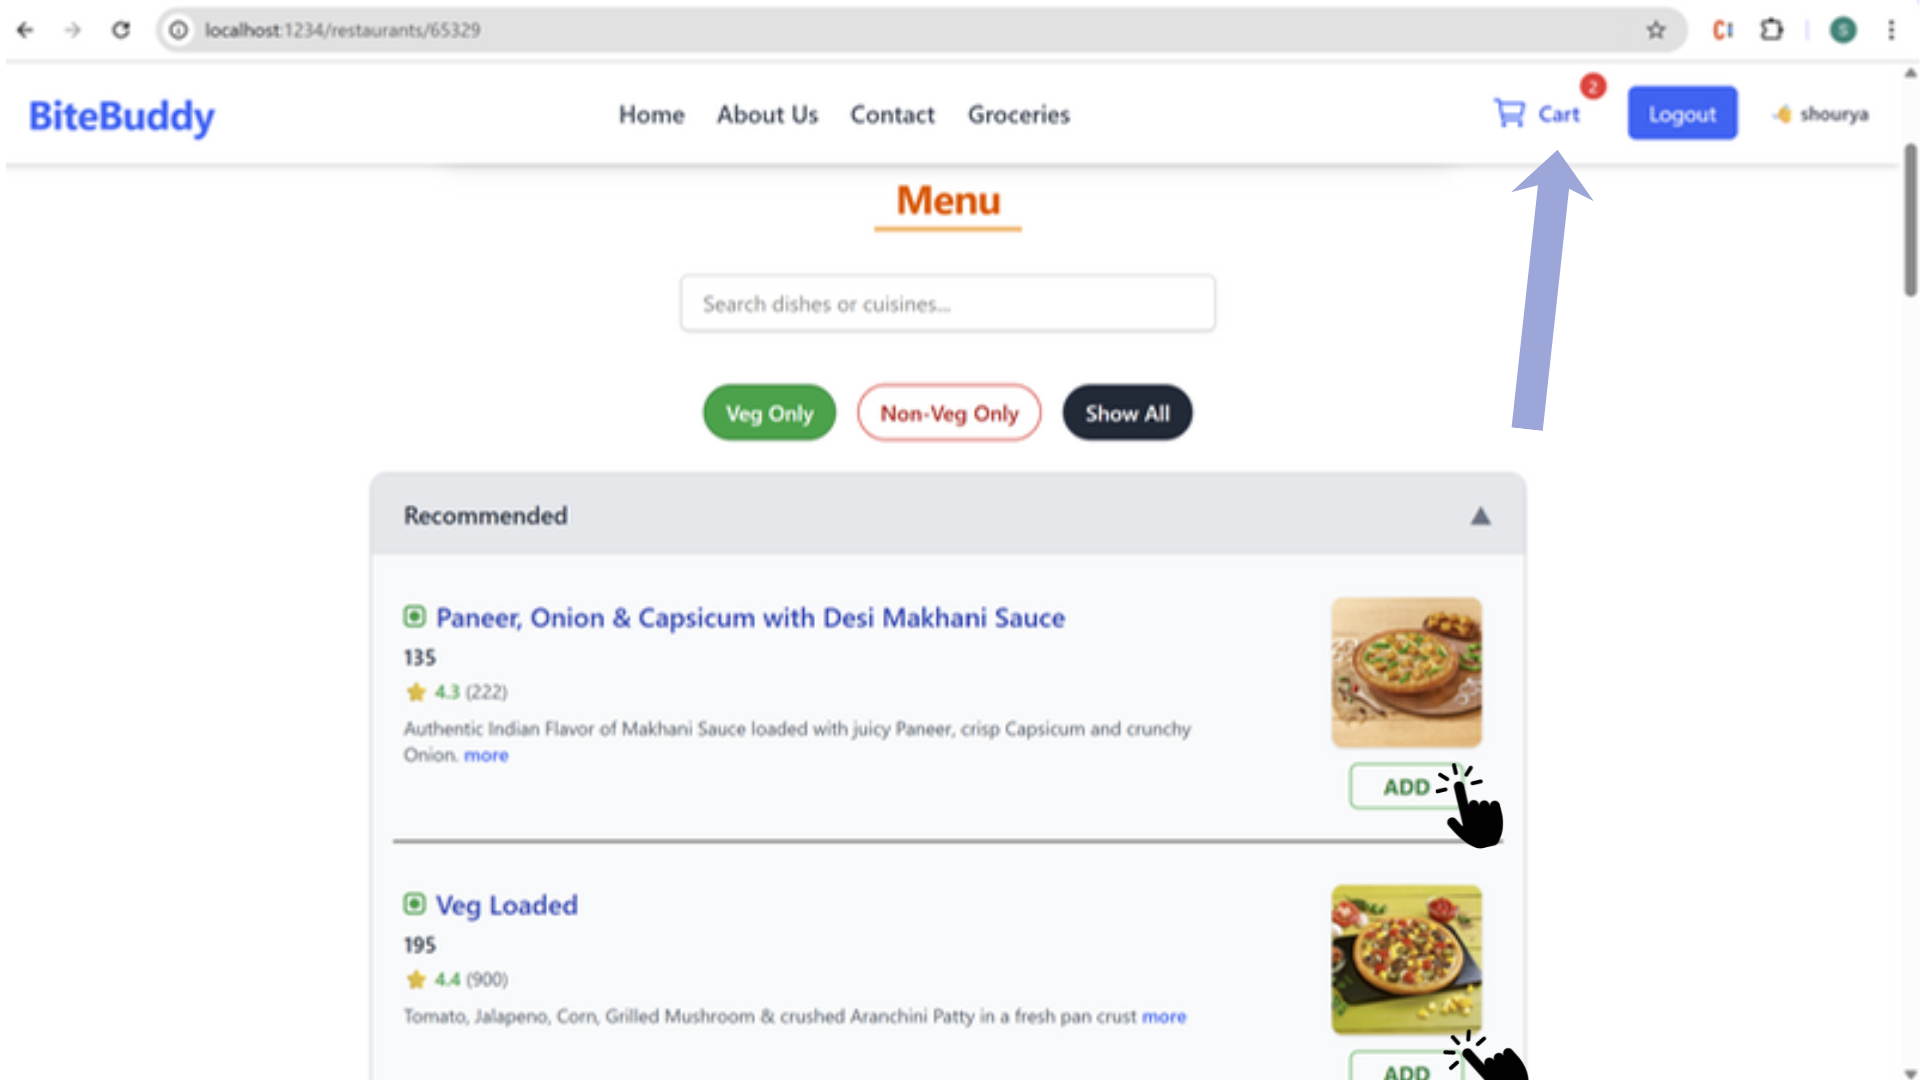 localhost:1234/restaurants/65329
BiteBuddy
Home About Us Contact Groceries
2
Cart
Logout
shourya
S
Menu
Search dishes or cuisines...
Veg Only Non-Veg Only Show All
Recommended ▲
Paneer, Onion & Capsicum with Desi Makhani Sauce
135
4.3 (222)
Authentic Indian Flavor of Makhani Sauce loaded with juicy Paneer, crisp Capsicum and crunchy
Onion. more
ADD
Veg Loaded
195
4.4 (900)
Tomato, Jalapeno, Corn, Grilled Mushroom & crushed Aranchini Patty in a fresh pan crust more
ADD